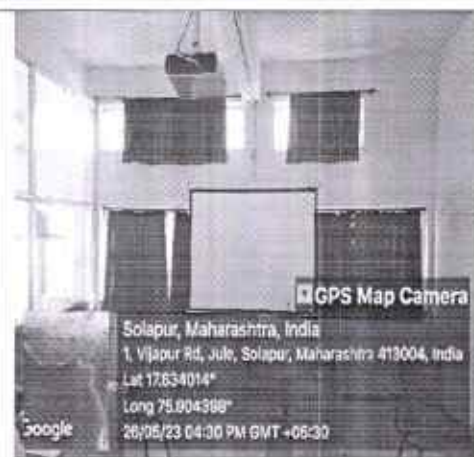 GPS Map Camera
Solapur, Maharashtra, India
1, Vijapur Rd, Jule, Solapur, Maharashtra 413004, India
Lat 17.634014°
Long 75.904398°
26/05/23 04:30 PM GMT +05:30
Google